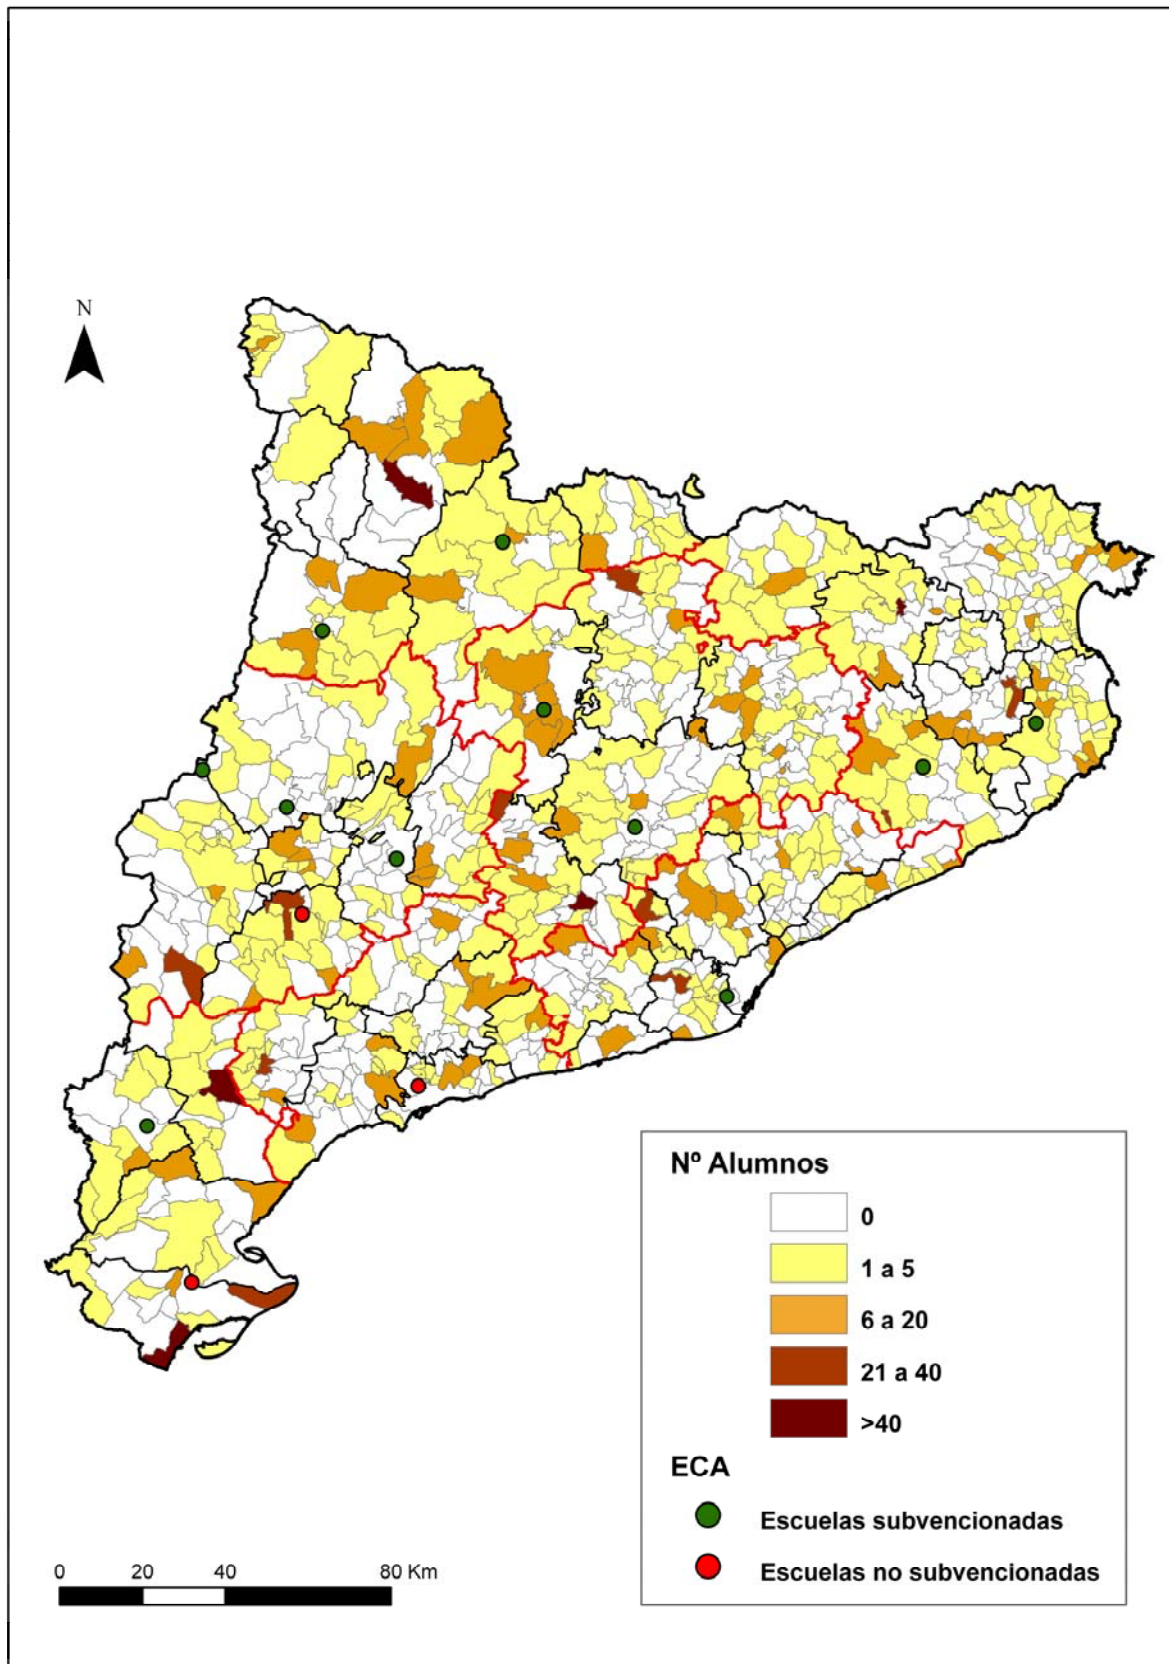 N
Nº Alumnos
0
1 a 5
6 a 20
21 a 40
>40
ECA
Escuelas subvencionadas
Escuelas no subvencionadas
0 20 40 80 Km